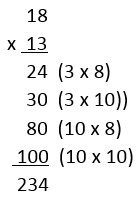 18
x 13
24 (3 x 8)
30 (3 x 10))
80 (10 x 8)
100 (10 x 10)
234